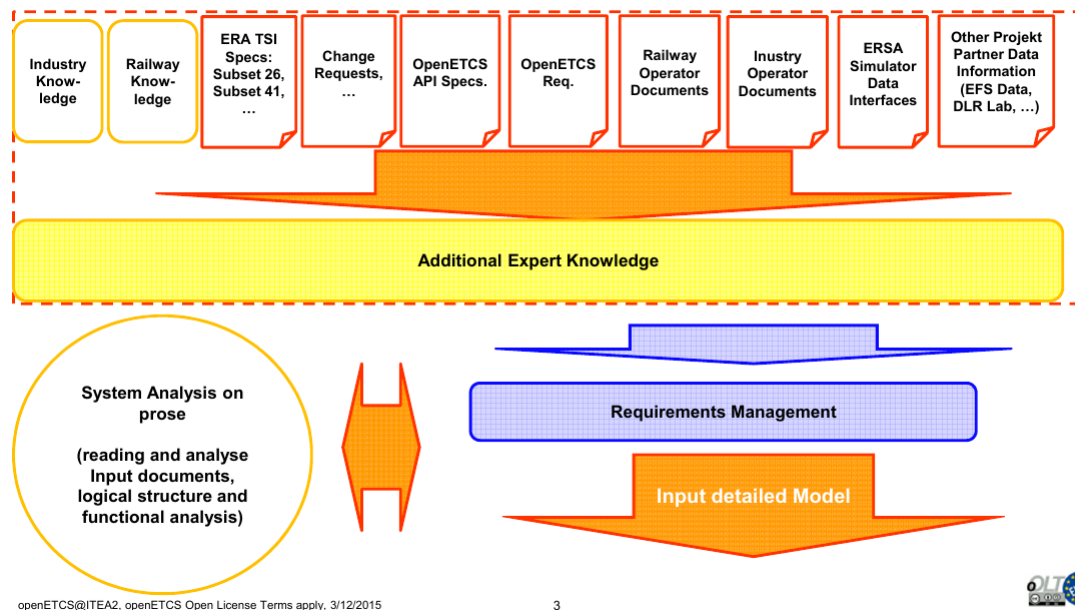 Industry
Know-
ledge
Railway
Know-
ledge
ERA TSI
Specs:
Subset 26,
Subset 41,
…
Change
Requests,
…
OpenETCS
API Specs.
OpenETCS
Req.
Railway
Operator
Documents
Inustry
Operator
Documents
ERSA
Simulator
Data
Interfaces
Other Projekt
Partner Data
Information
(EFS Data,
DLR Lab, …)
Additional Expert Knowledge
System Analysis on
prose
(reading and analyse
Input documents,
logical structure and
functional analysis)
Requirements Management
Input detailed Model
openETCS@ITEA2, openETCS Open License Terms apply, 3/12/2015
3
oOLT